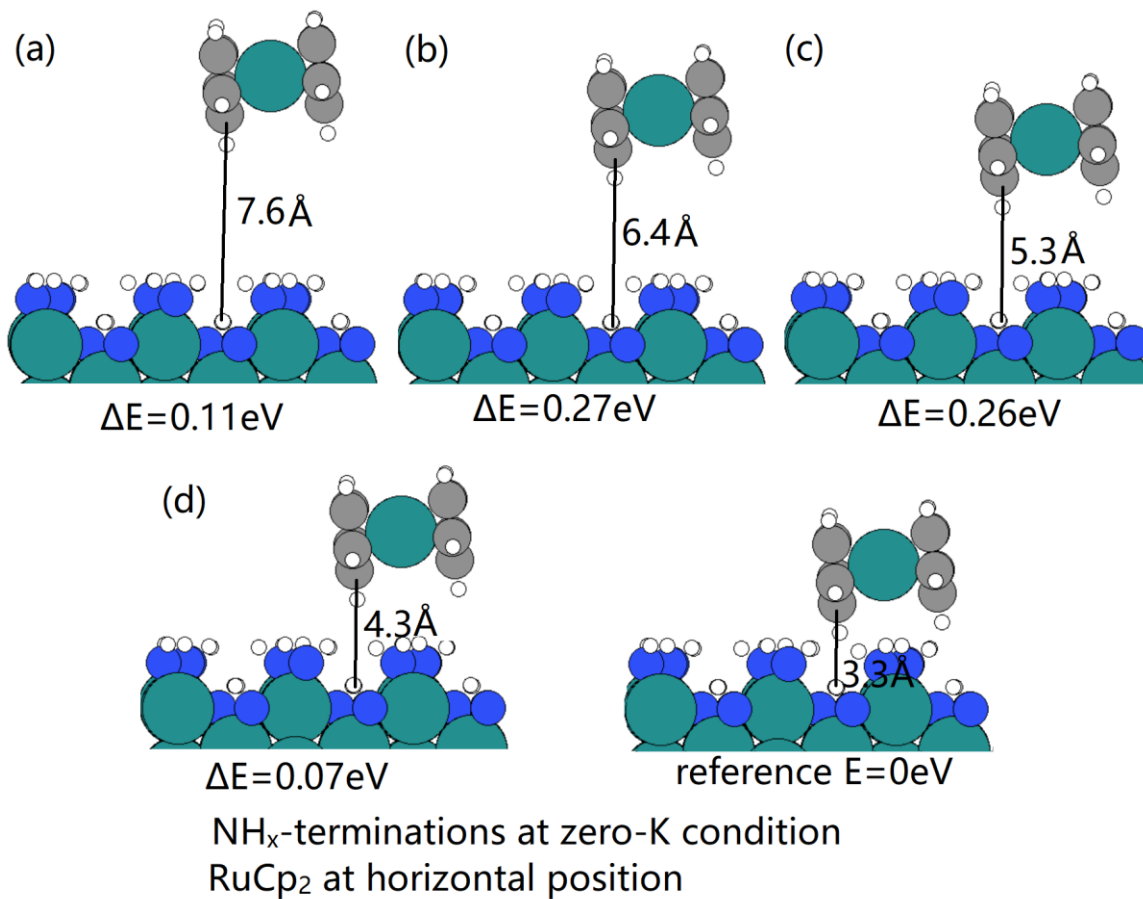 (a)
(b)
(c)
7.6Å
6.4Å
5.3Å
ΔE=0.11eV
ΔE=0.27eV
ΔE=0.26eV
(d)
4.3Å
3.3Å
ΔE=0.07eV
reference E=0eV
NHₓ-terminations at zero-K condition
RuCp₂ at horizontal position